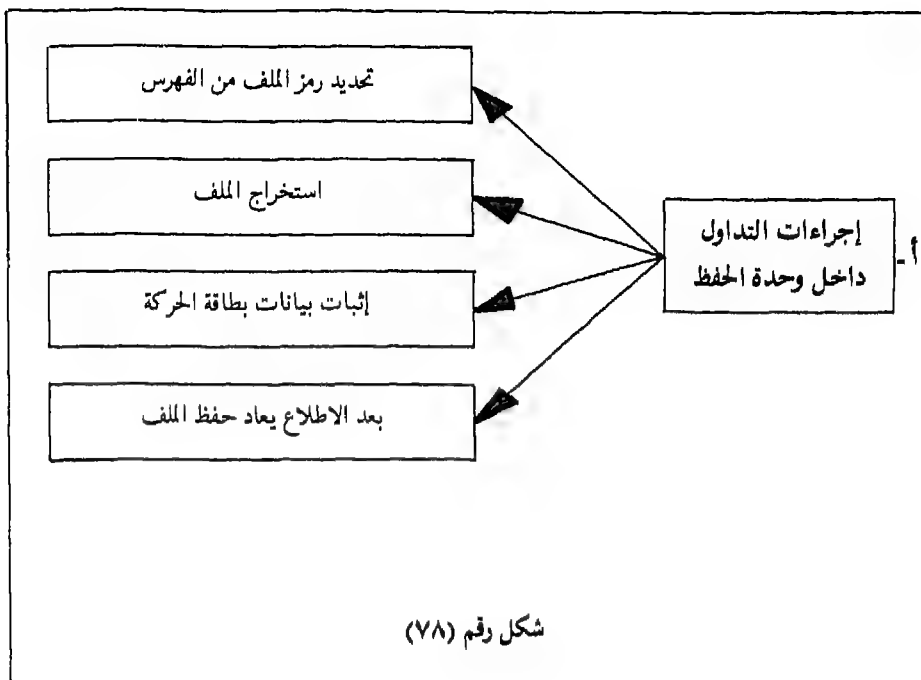 أ-
إجراءات التداول
داخل وحدة الحفظ
تحديد رمز الملف من الفهرس
استخراج الملف
إثبات بيانات بطاقة الحركة
بعد الاطلاع يعاد حفظ الملف
شكل رقم (٧٨)